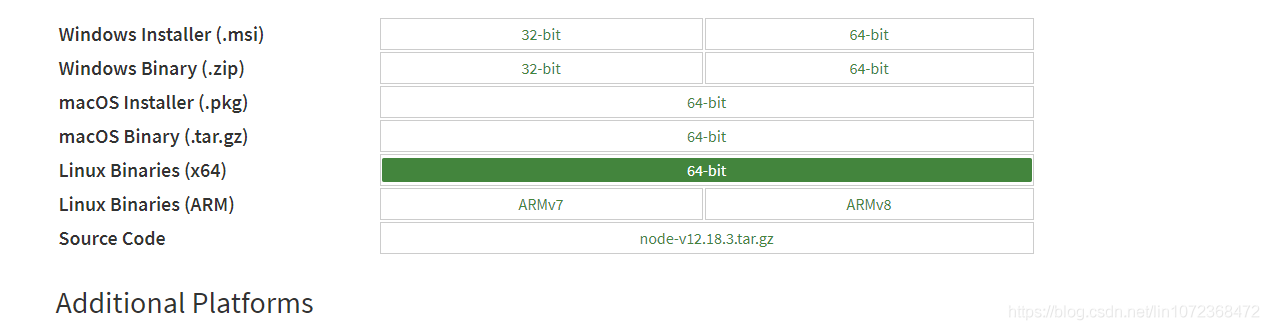 Windows Installer (.msi) 32-bit 64-bit
Windows Binary (.zip) 32-bit 64-bit
macOS Installer (.pkg) 64-bit
macOS Binary (.tar.gz) 64-bit
Linux Binaries (x64) 64-bit
Linux Binaries (ARM) ARMv7 ARMv8
Source Code node-v12.18.3.tar.gz
Additional Platforms
https://blog.csdn.net/lin1072368472